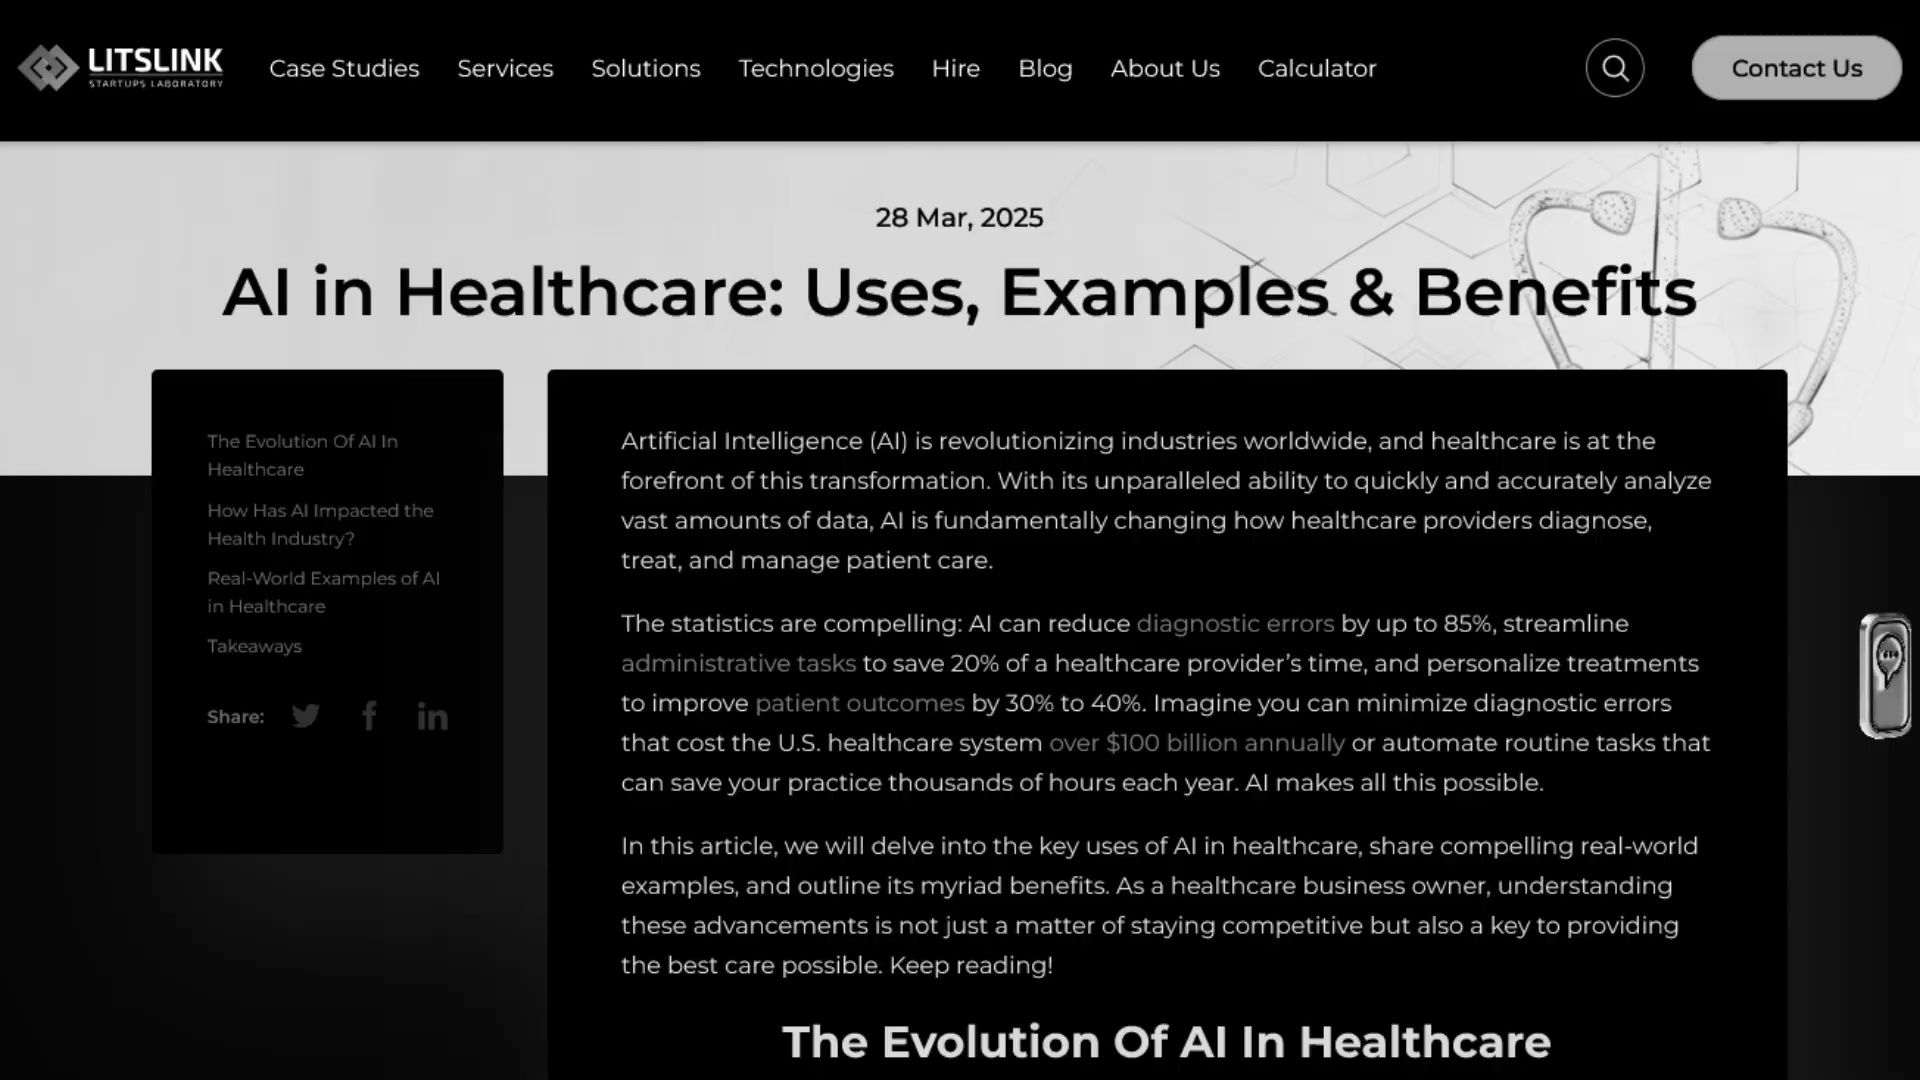 LITSLINK
STARTUPS LABORATORY
Case Studies
Services
Solutions
Technologies
Hire
Blog
About Us
Calculator
Contact Us
28 Mar, 2025
AI in Healthcare: Uses, Examples & Benefits
The Evolution Of AI In
Healthcare
How Has AI Impacted the
Health Industry?
Real-World Examples of AI
in Healthcare
Takeaways
Share:
Artificial Intelligence (AI) is revolutionizing industries worldwide, and healthcare is at the
forefront of this transformation. With its unparalleled ability to quickly and accurately analyze
vast amounts of data, AI is fundamentally changing how healthcare providers diagnose,
treat, and manage patient care.
The statistics are compelling: AI can reduce diagnostic errors by up to 85%, streamline
administrative tasks to save 20% of a healthcare provider’s time, and personalize treatments
to improve patient outcomes by 30% to 40%. Imagine you can minimize diagnostic errors
that cost the U.S. healthcare system over $100 billion annually or automate routine tasks that
can save your practice thousands of hours each year. AI makes all this possible.
In this article, we will delve into the key uses of AI in healthcare, share compelling real-world
examples, and outline its myriad benefits. As a healthcare business owner, understanding
these advancements is not just a matter of staying competitive but also a key to providing
the best care possible. Keep reading!
The Evolution Of AI In Healthcare